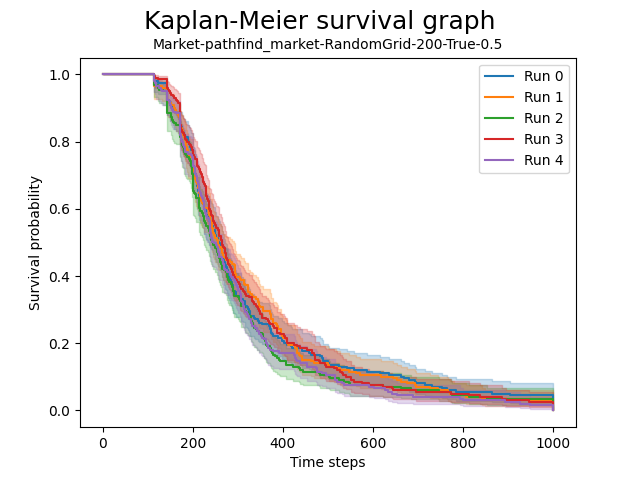 Kaplan-Meier survival graph
Market-pathfind_market-RandomGrid-200-True-0.5
Run 0
Run 1
Run 2
Run 3
Run 4
Survival probability
1.0
0.8
0.6
0.4
0.2
0.0
0 200 400 600 800 1000
Time steps